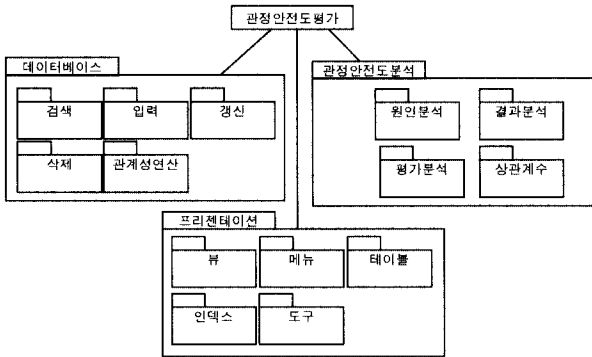 관정안전도평가
데이터베이스
검색 입력 갱신
삭제 관계성연산
관정안전도분석
원인분석 결과분석
평가분석 상관계수
프리젠테이션
뷰 메뉴 테이블
인덱스 도구